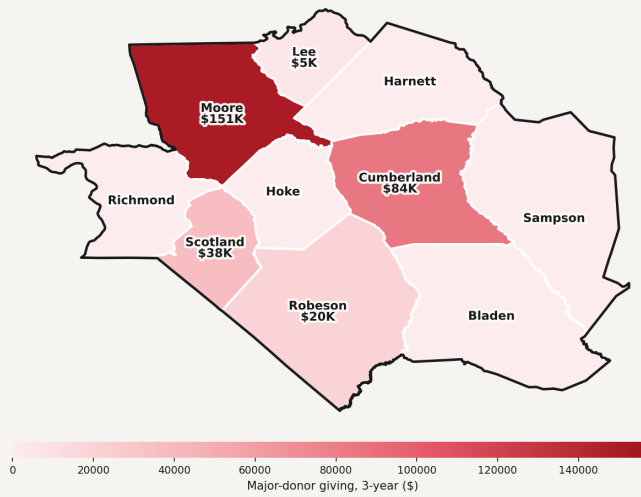 Lee
$5K
Harnett
Moore
$151K
Cumberland
$84K
Hoke
Richmond
Sampson
Scotland
$38K
Robeson
$20K
Bladen
0 20000 40000 60000 80000 100000 120000 140000
Major-donor giving, 3-year ($)